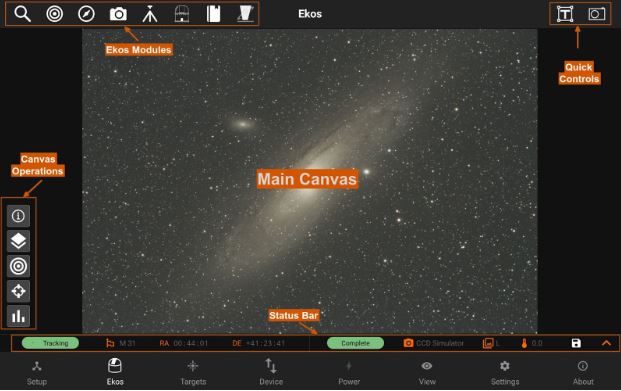 Ekos
T
Ekos Modules
Quick
Controls
Canvas
Operations
Main Canvas
Status Bar
Tracking M 31 RA 00:44:01 DE +41:23:41 Complete CCD Simulator L 0.0
Setup Ekos Targets Device Power View Settings About